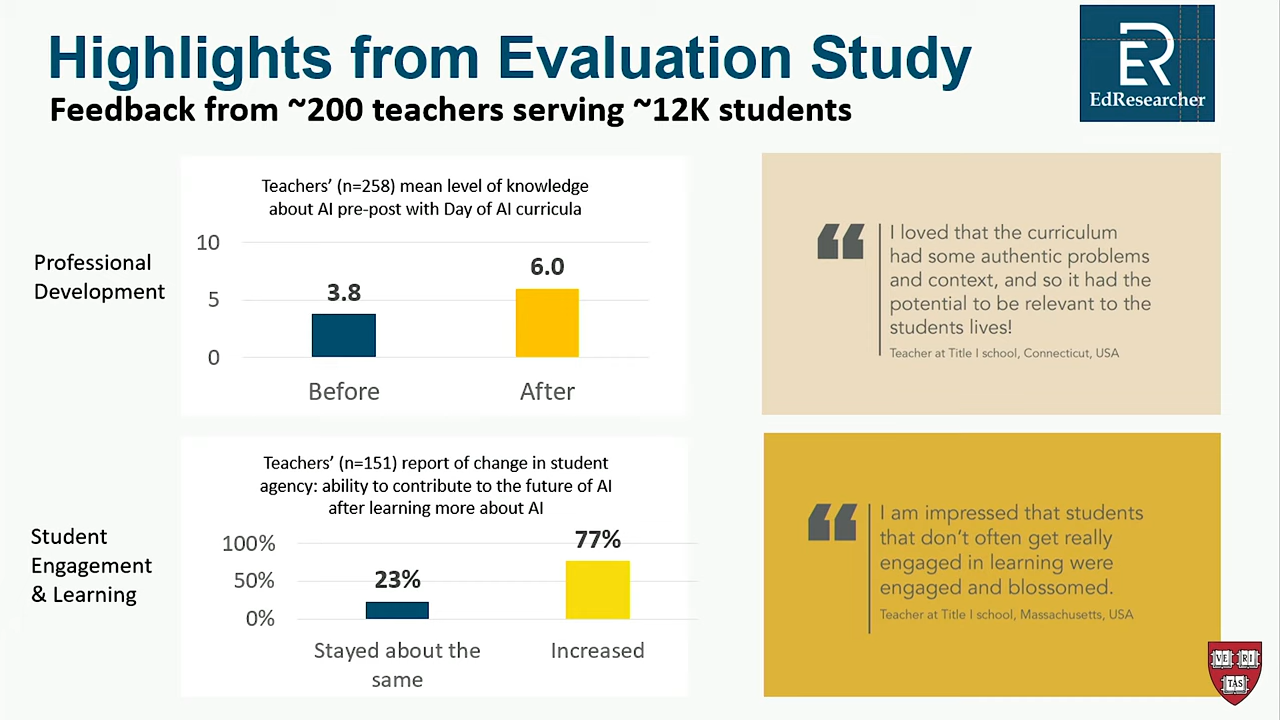 Highlights from Evaluation Study
Feedback from ~200 teachers serving ~12K students
ER
EdResearcher
Professional
Development
Teachers’ (n=258) mean level of knowledge
about AI pre-post with Day of AI curricula
10
5
0
3.8
6.0
Before
After
❝
I loved that the curriculum
had some authentic problems
and context, and so it had the
potential to be relevant to the
students lives!
Teacher at Title I school, Connecticut, USA
Student
Engagement
& Learning
Teachers’ (n=151) report of change in student
agency: ability to contribute to the future of AI
after learning more about AI
100%
50%
0%
23%
77%
Stayed about the
same
Increased
❝
I am impressed that students
that don’t often get really
engaged in learning were
engaged and blossomed.
Teacher at Title I school, Massachusetts, USA
VE RI
TAS